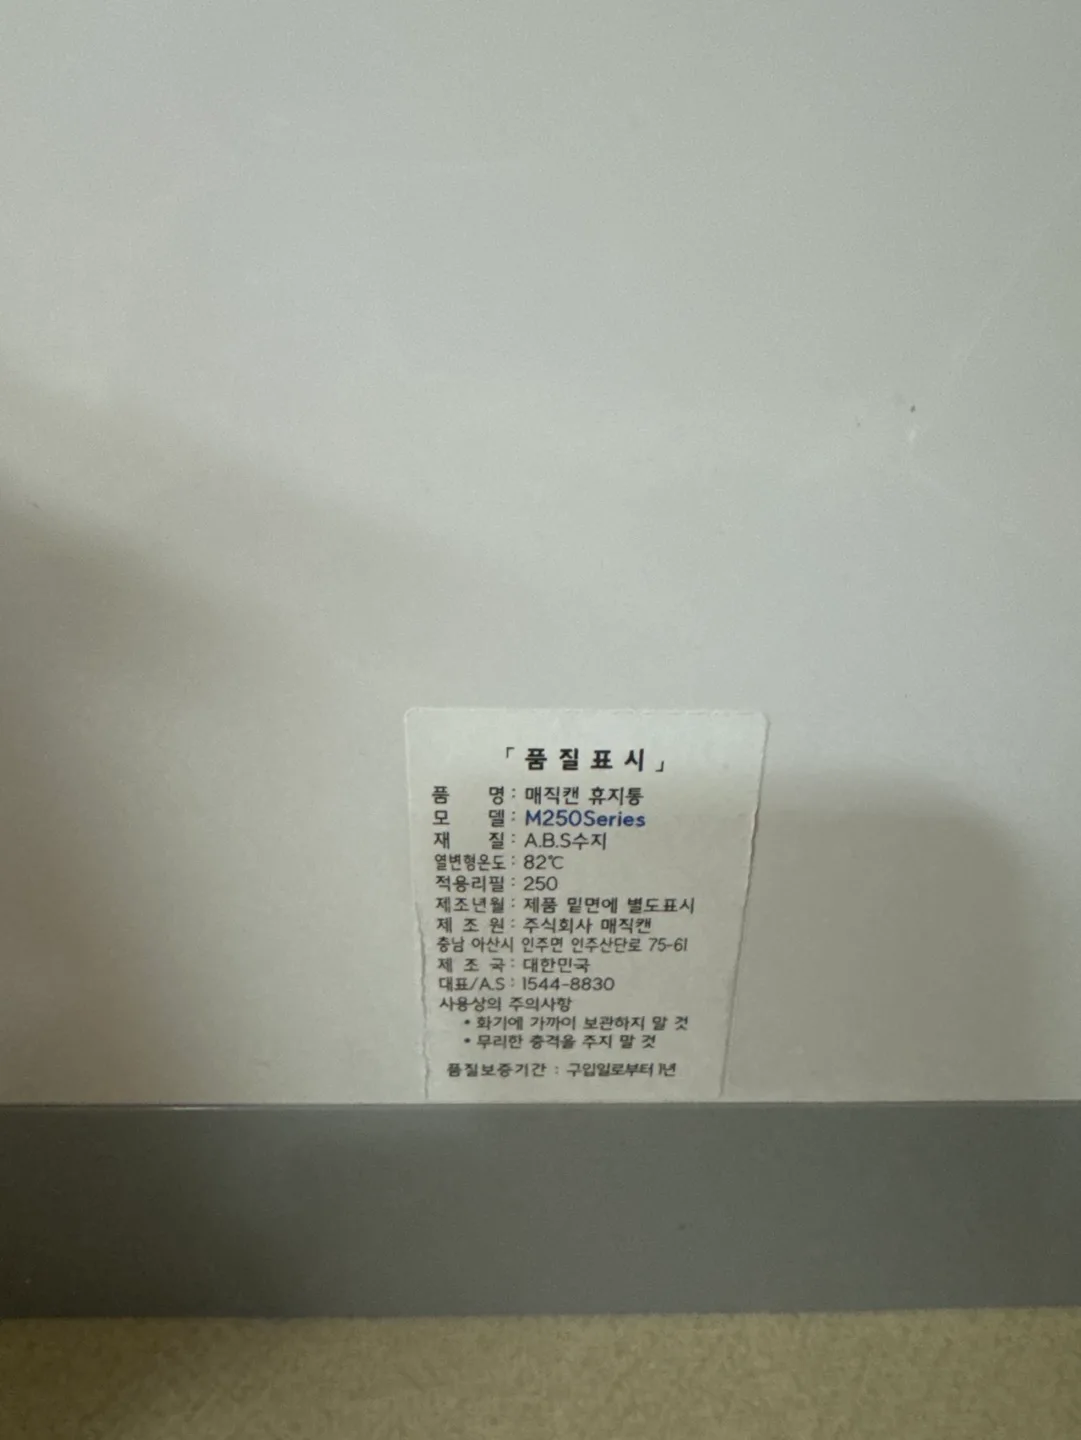 「품질표시」
품 명 : 매직캔 휴지통
모 델 : M250Series
재 질 : A.B.S수지
열변형온도 : 82℃
적용리필 : 250
제조년월 : 제품 밑면에 별도표시
제 조 원 : 주식회사 매직캔
충남 아산시 인주면 인주산단로 75-61
제 조 국 : 대한민국
대표/A.S : 1544-8830
사용상의 주의사항
• 화기에 가까이 보관하지 말 것
• 무리한 충격을 주지 말 것
품질보증기간 : 구입일로부터 1년